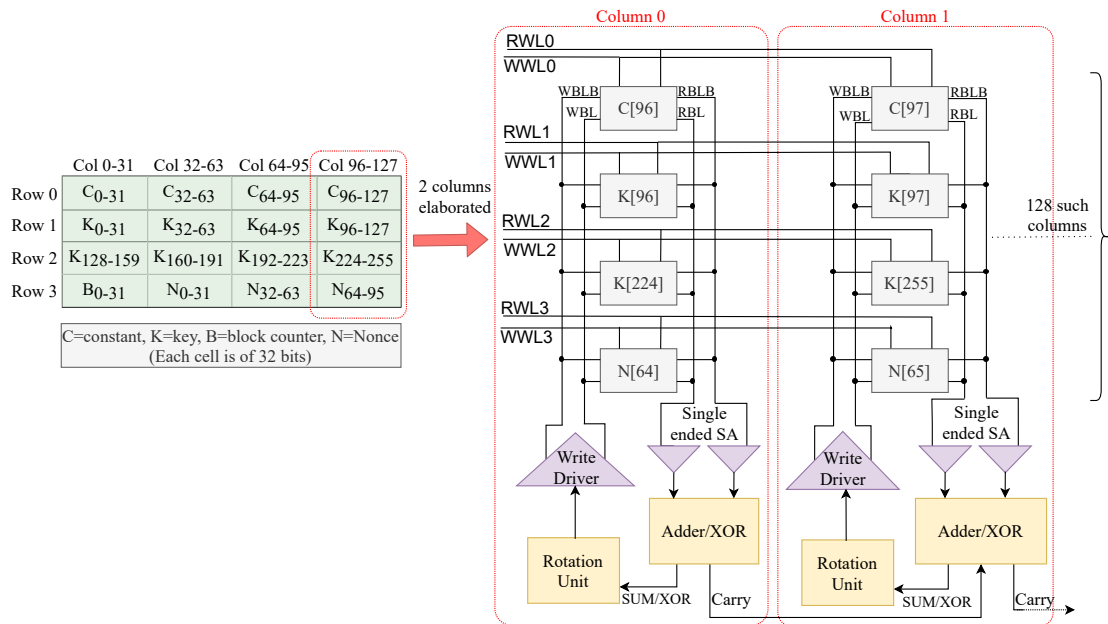 Column 0
Column 1
RWL0
WWL0
WBLB
RBLB
WBLB
RBLB
C[96]
C[97]
WBL
RBL
WBL
RBL
RWL1
WWL1
K[96]
K[97]
RWL2
WWL2
K[224]
K[255]
RWL3
WWL3
N[64]
N[65]
Single
ended SA
Single
ended SA
Write
Driver
Write
Driver
Adder/XOR
Adder/XOR
Rotation
Unit
Rotation
Unit
SUM/XOR
Carry
SUM/XOR
Carry
128 such
columns
2 columns
elaborated
Col 0-31 Col 32-63 Col 64-95 Col 96-127
Row 0 C0-31 C32-63 C64-95 C96-127
Row 1 K0-31 K32-63 K64-95 K96-127
Row 2 K128-159 K160-191 K192-223 K224-255
Row 3 B0-31 N0-31 N32-63 N64-95
C=constant, K=key, B=block counter, N=Nonce
(Each cell is of 32 bits)